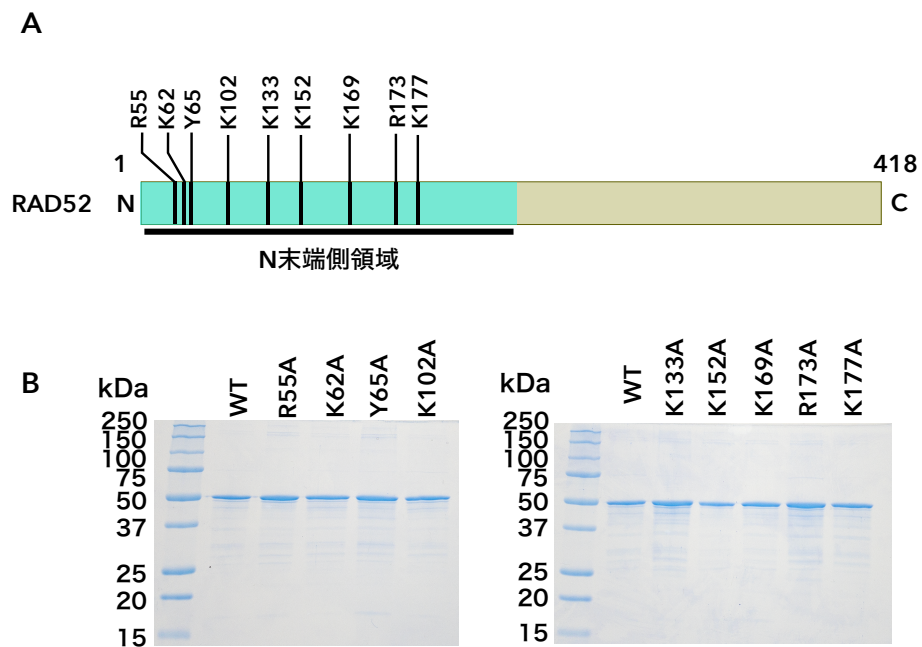 A
R55 K62 Y65 K102 K133 K152 K169 R173 K177
1 418
RAD52 N C
N末端側領域
B
kDa WT R55A K62A Y65A K102A
250
150
100
75
50
37
25
20
15
kDa WT K133A K152A K169A R173A K177A
250
150
100
75
50
37
25
20
15